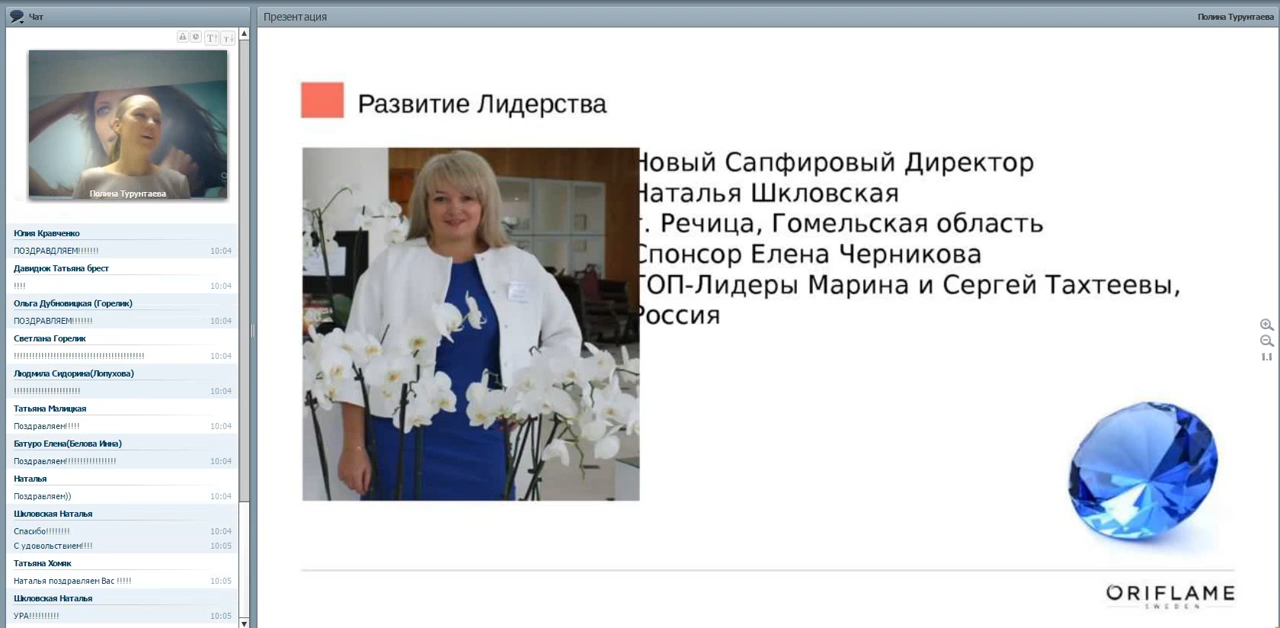 Чат
Полина Турунтаева
Юлия Кравченко
ПОЗДРАВДЛЯЕМ!!!!!!! 10:04
Давидюк Татьяна брест
!!!! 10:04
Ольга Дубновицкая (Горелик)
ПОЗДРАВЛЯЕМ!!!!!!! 10:04
Светлана Горелик
!!!!!!!!!!!!!!!!!!!!!!!!!!!!!!!!!!!!!!!!!!! 10:04
Людмила Сидорина(Лопухова)
!!!!!!!!!!!!!!!!!!!!!! 10:04
Татьяна Малицкая
Поздравляем!!!!! 10:04
Батуро Елена(Белова Инна)
Поздравляем!!!!!!!!!!!!!!!!! 10:04
Наталья
Поздравляем)) 10:04
Шкловская Наталья
Спасибо!!!!!!!! 10:04
С удовольствием!!!! 10:05
Татьяна Хомяк
Наталья поздравляем Вас !!!!! 10:05
Шкловская Наталья
УРА!!!!!!!!!! 10:05
Презентация
Полина Турунтаева
Развитие Лидерства
Новый Сапфировый Директор
Наталья Шкловская
г. Речица, Гомельская область
Спонсор Елена Черникова
ТОП-Лидеры Марина и Сергей Тахтеевы,
Россия
1:1
ORIFLAME
SWEDEN